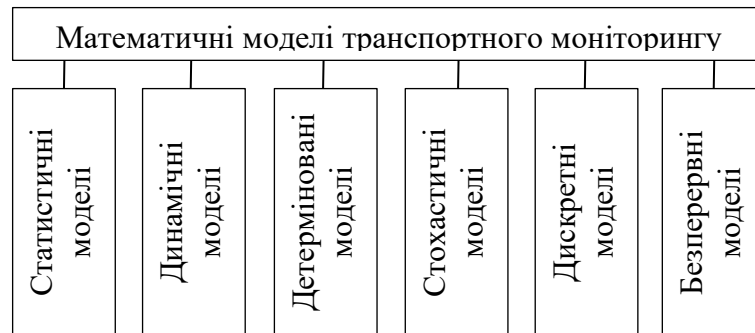 Математичні моделі транспортного моніторингу
Статистичні
моделі
Динамічні
моделі
Детерміновані
моделі
Стохастичні
моделі
Дискретні
моделі
Безперервні
моделі